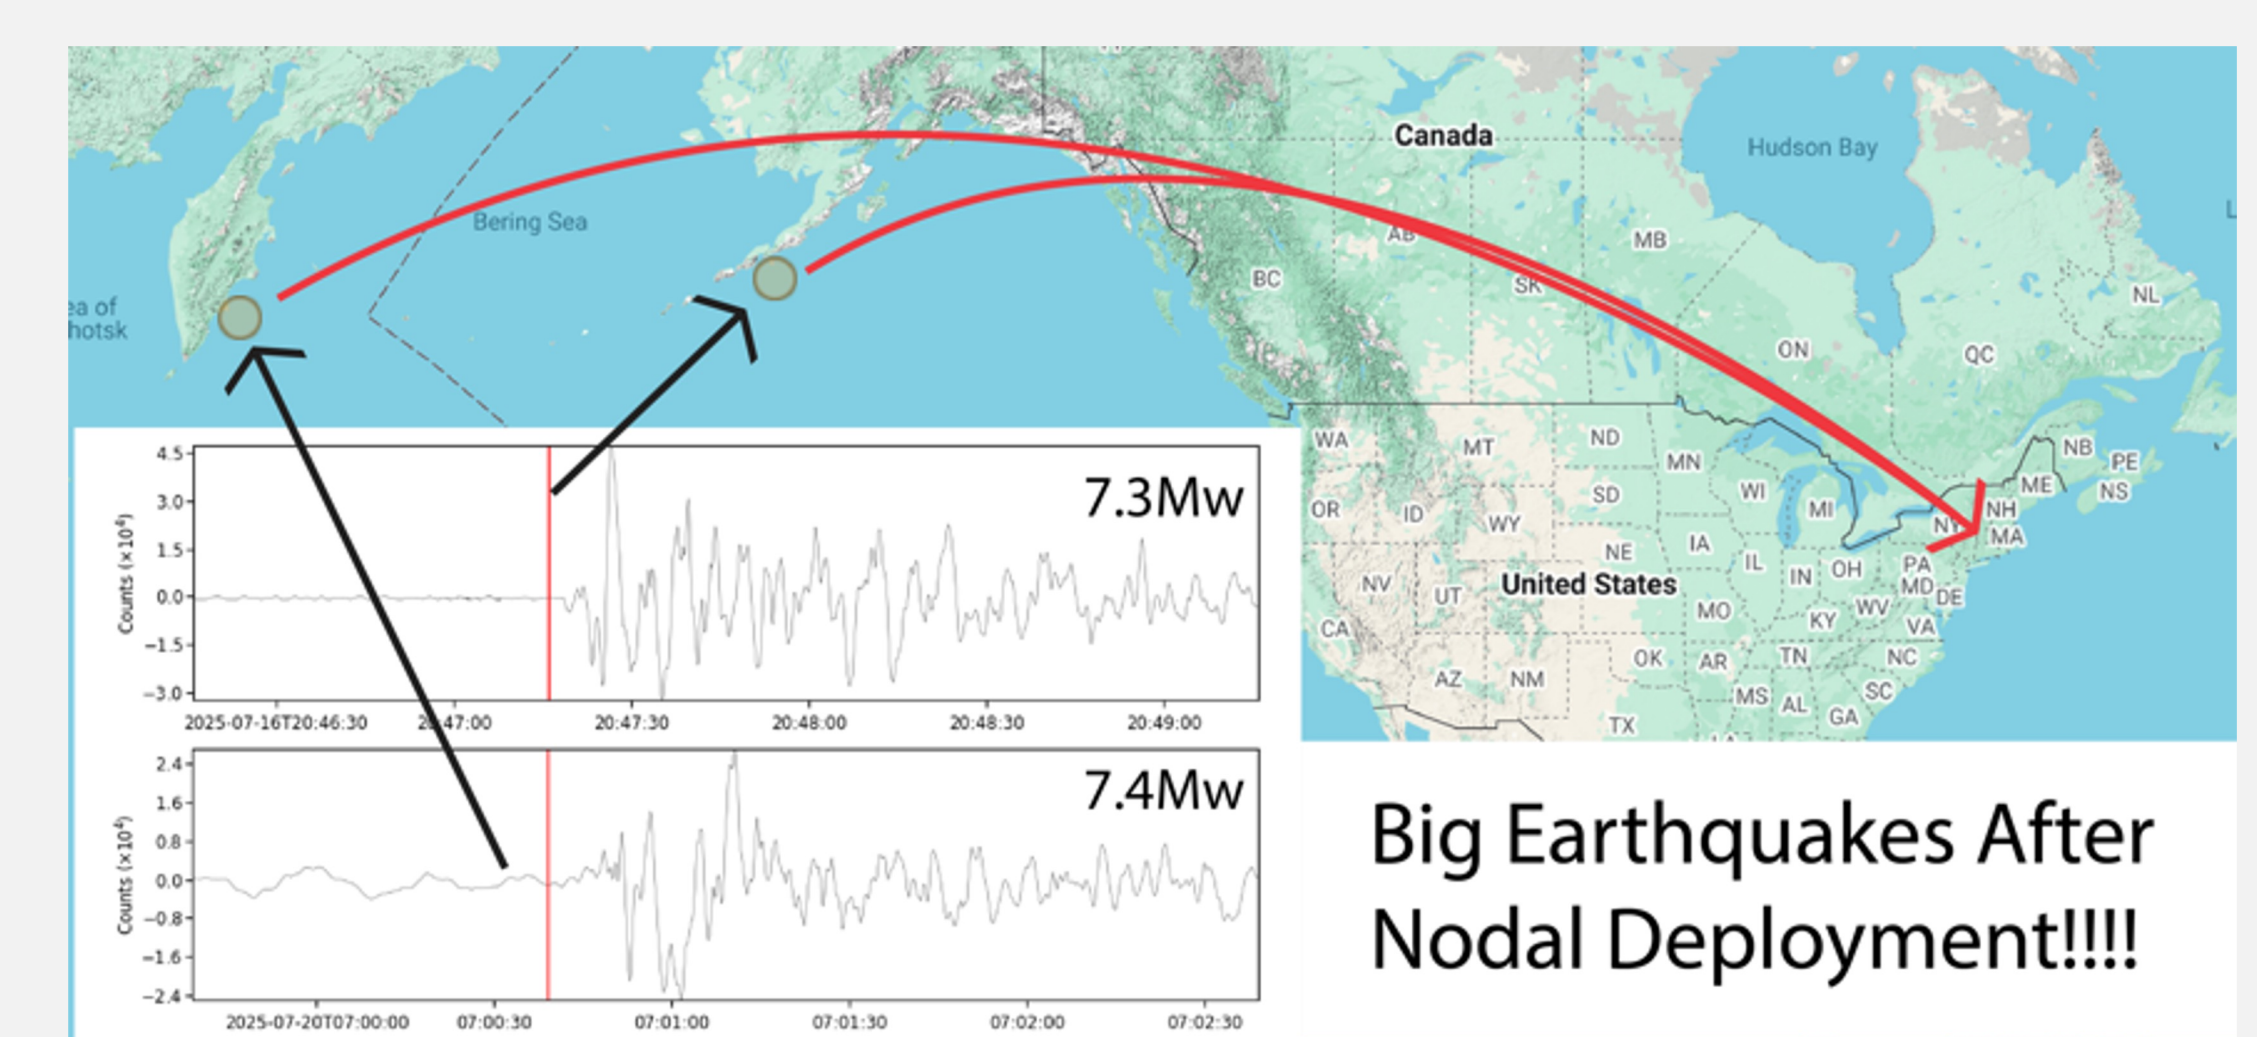 Canada
Hudson Bay
Bering Sea
AB
MB
BC
SK
NL
ea of
hotsk
ON
QC
WA
MT
ND
MN
NB
PE
OR
ID
WY
SD
WI
MI
ME
NS
NH
NY
MA
NE
IA
IL
IN
OH
PA
MD
DE
NV
UT
United States
MO
KY
WV
VA
CA
AZ
NM
OK
AR
TN
NC
MS
AL
SC
GA
TX
7.3Mw
4.5
3.0
1.5
0.0
−1.5
−3.0
Counts (×10⁴)
2025-07-16T20:46:30 20:47:00 20:47:30 20:48:00 20:48:30 20:49:00
7.4Mw
2.4
1.6
0.8
0.0
−0.8
−1.6
−2.4
Counts (×10⁴)
2025-07-20T07:00:00 07:00:30 07:01:00 07:01:30 07:02:00 07:02:30
Big Earthquakes After
Nodal Deployment!!!!